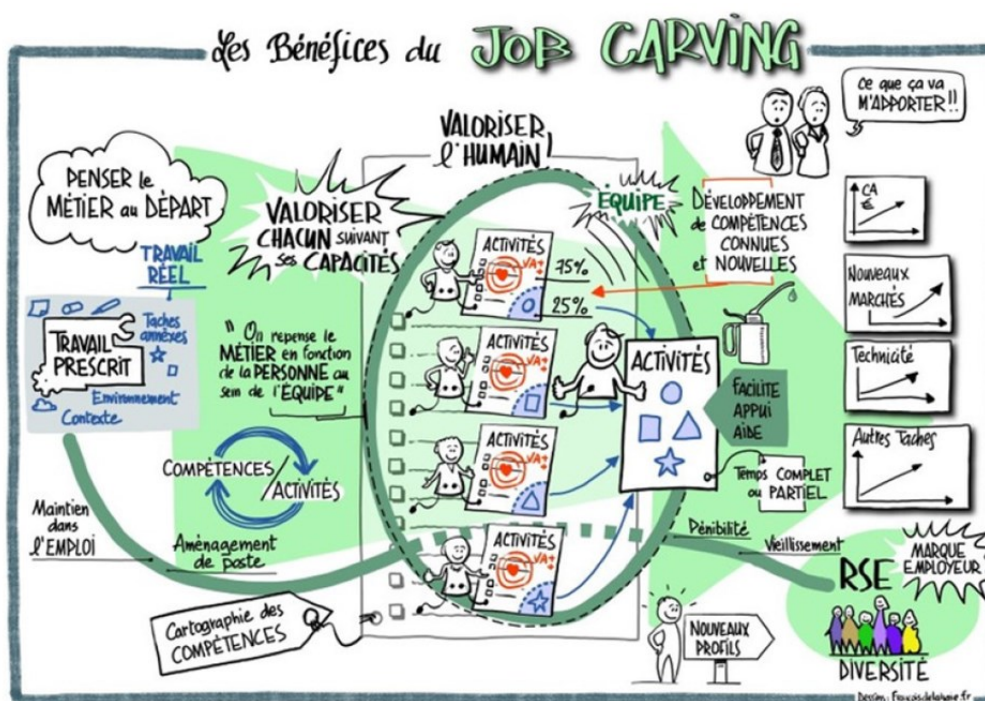 Les Bénéfices du JOB CARVING
Ce que ça va
M'APPORTER !!
PENSER le
MÉTIER au DÉPART
TRAVAIL
RÉEL
TRAVAIL
PRESCRIT
Taches
annexes
Environnement
Contexte
VALORISER
CHACUN SUIVANT
ses CAPACITÉS
" On repense le
MÉTIER en fonction
de la PERSONNE au
sein de l'ÉQUIPE "
COMPÉTENCES
/ACTIVITÉS
Maintien
dans
l'EMPLOI
Aménagement
de poste
Cartographie des
COMPÉTENCES
VALORISER
l'HUMAIN
ÉQUIPE
ACTIVITÉS
VA+
75%
25%
ACTIVITÉS
VA+
ACTIVITÉS
VA+
ACTIVITÉS
VA+
ACTIVITÉS
DÉVELOPPEMENT
de COMPÉTENCES
CONNUES
et NOUVELLES
FACILITE
APPUI
AIDE
Temps COMPLET
ou PARTIEL
CA
€
Nouveaux
MARCHÉS
Technicité
Autres Taches
Pénibilité
Vieillissement
MARQUE
EMPLOYEUR
RSE
DIVERSITÉ
NOUVEAUX
PROFILS